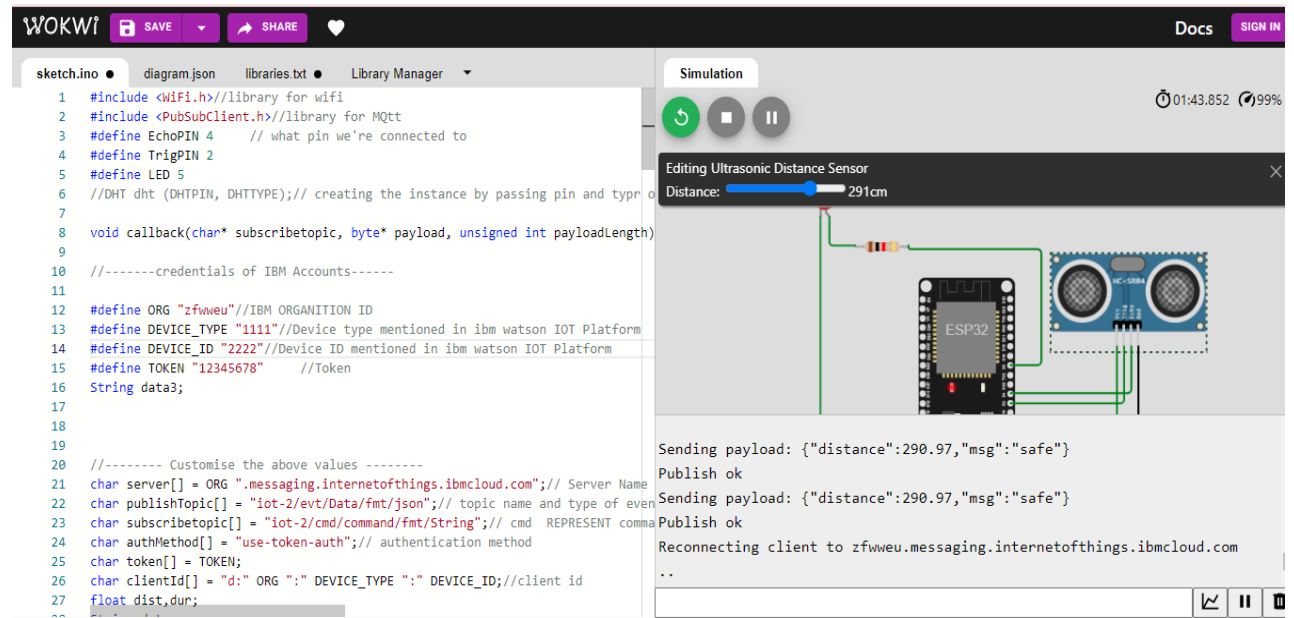 WOKWi SAVE SHARE Docs SIGN IN
sketch.ino ● diagram.json libraries.txt ● Library Manager
1 #include <WiFi.h>//library for wifi
2 #include <PubSubClient.h>//library for MQtt
3 #define EchoPIN 4 // what pin we're connected to
4 #define TrigPIN 2
5 #define LED 5
6 //DHT dht (DHTPIN, DHTTYPE);// creating the instance by passing pin and typr o
7
8 void callback(char* subscribetopic, byte* payload, unsigned int payloadLength)
9
10 //-------credentials of IBM Accounts------
11
12 #define ORG "zfwweu"//IBM ORGANITION ID
13 #define DEVICE_TYPE "1111"//Device type mentioned in ibm watson IOT Platform
14 #define DEVICE_ID "2222"//Device ID mentioned in ibm watson IOT Platform
15 #define TOKEN "12345678" //Token
16 String data3;
17
18
19
20 //-------- Customise the above values --------
21 char server[] = ORG ".messaging.internetofthings.ibmcloud.com";// Server Name
22 char publishTopic[] = "iot-2/evt/Data/fmt/json";// topic name and type of even
23 char subscribetopic[] = "iot-2/cmd/command/fmt/String";// cmd REPRESENT comma
24 char authMethod[] = "use-token-auth";// authentication method
25 char token[] = TOKEN;
26 char clientId[] = "d:" ORG ":" DEVICE_TYPE ":" DEVICE_ID;//client id
27 float dist,dur;
Simulation
01:43.852 99%
Editing Ultrasonic Distance Sensor
Distance: 291cm
HC-SR04
ESP32
Sending payload: {"distance":290.97,"msg":"safe"}
Publish ok
Sending payload: {"distance":290.97,"msg":"safe"}
Publish ok
Reconnecting client to zfwweu.messaging.internetofthings.ibmcloud.com
..